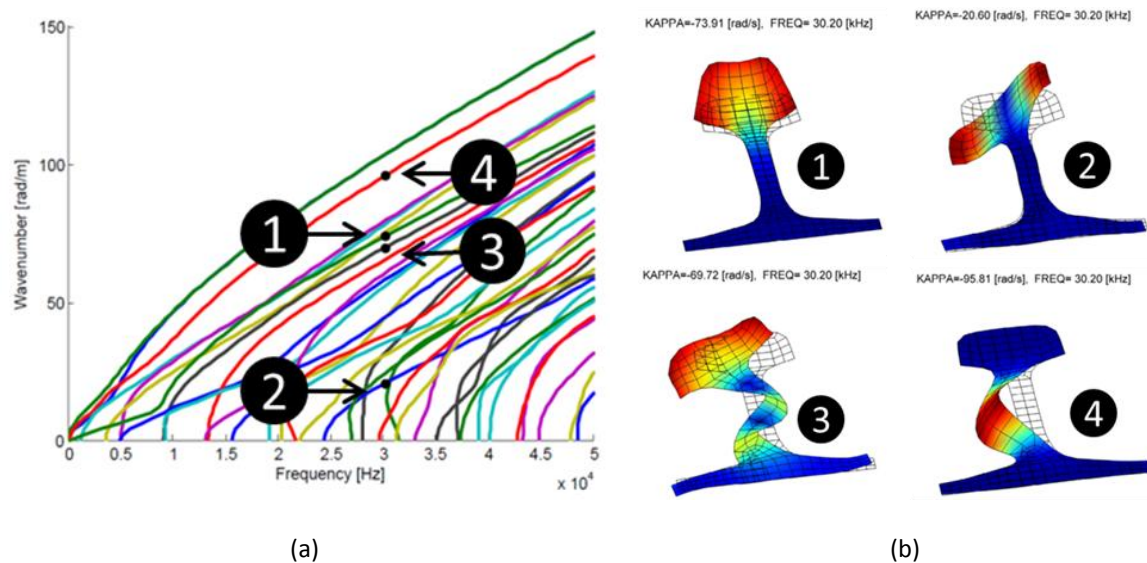 150
100
50
0
Wavenumber [rad/m]
4
1
3
2
0 0.5 1 1.5 2 2.5 3 3.5 4 4.5 5
Frequency [Hz]
x 10⁴
KAPPA=-73.91 [rad/s], FREQ= 30.20 [kHz]
KAPPA=-20.60 [rad/s], FREQ= 30.20 [kHz]
1
2
KAPPA=-69.72 [rad/s], FREQ= 30.20 [kHz]
KAPPA=-95.81 [rad/s], FREQ= 30.20 [kHz]
3
4
(a)
(b)